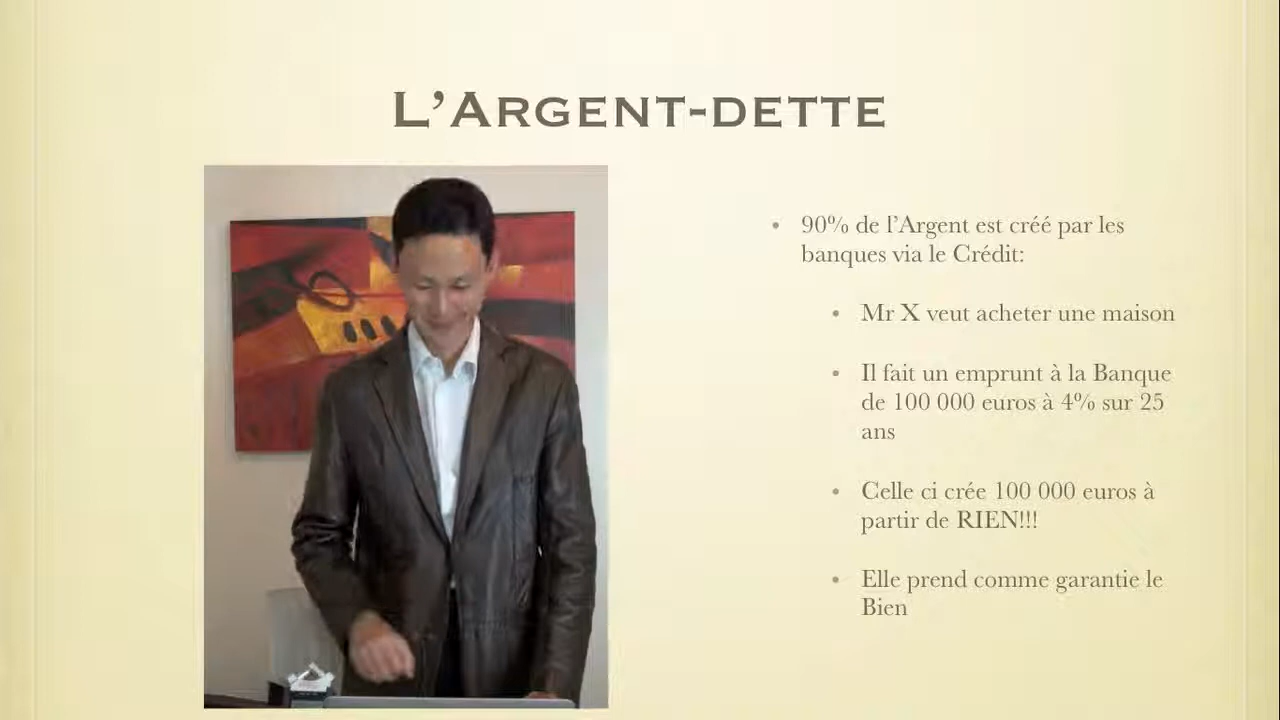 L'Argent-dette
• 90% de l'Argent est créé par les
banques via le Crédit:
• Mr X veut acheter une maison
• Il fait un emprunt à la Banque
de 100 000 euros à 4% sur 25
ans
• Celle ci crée 100 000 euros à
partir de RIEN!!!
• Elle prend comme garantie le
Bien